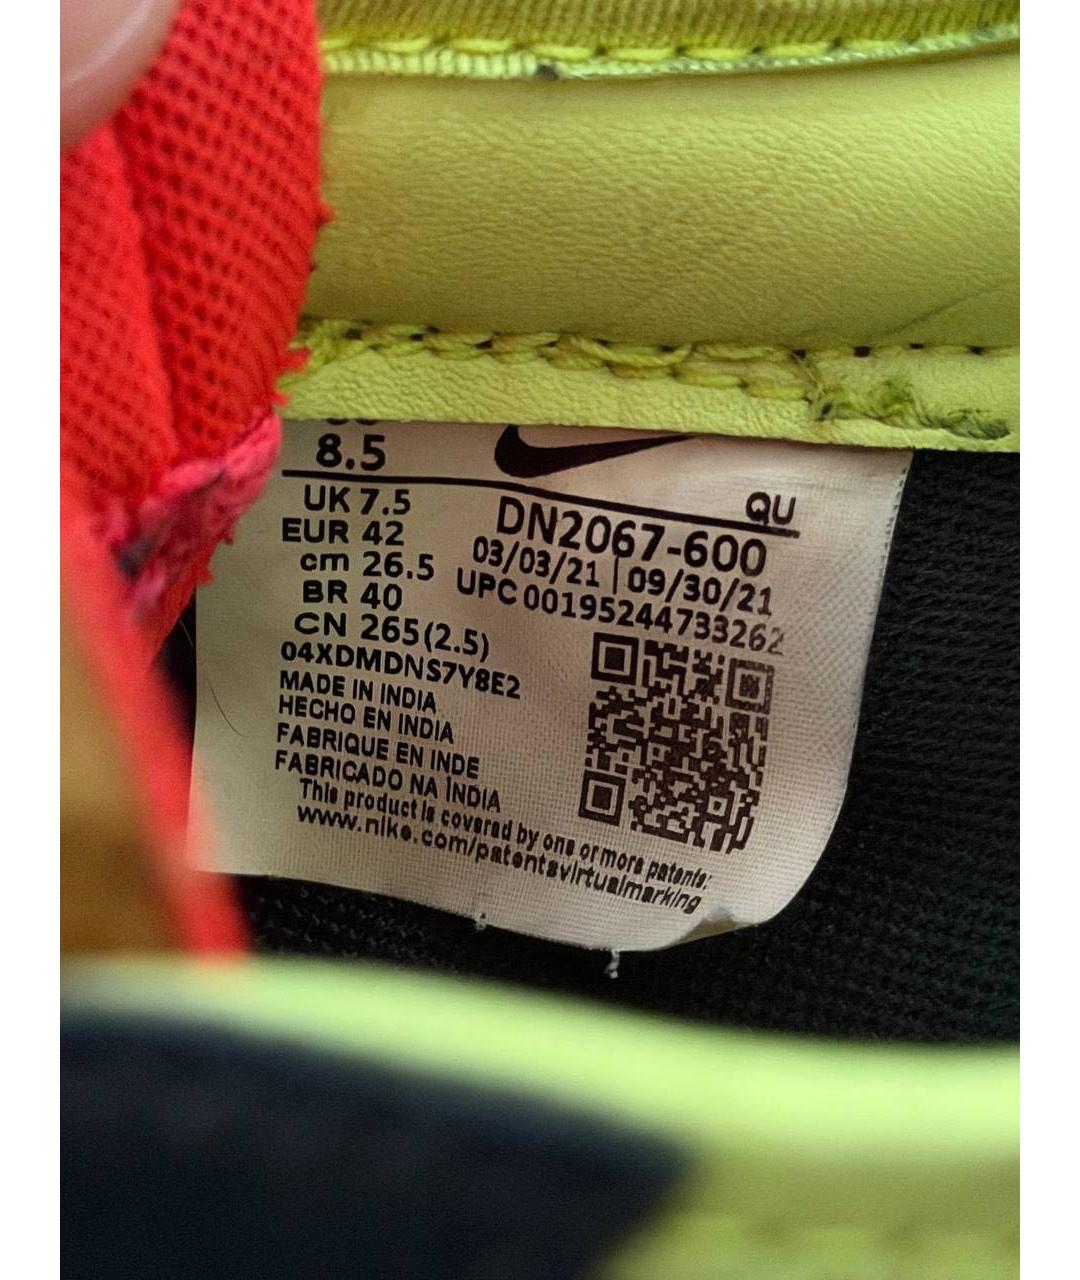 8.5
UK 7.5
EUR 42
cm 26.5
BR 40
CN 265(2.5)
04XDMDNS7Y8E2
MADE IN INDIA
HECHO EN INDIA
FABRIQUE EN INDE
FABRICADO NA ÍNDIA
QU
DN2067-600
03/03/21 | 09/30/21
UPC 00195244733262
This product is covered by one or more patents:
www.nike.com/patentsvirtualmarking